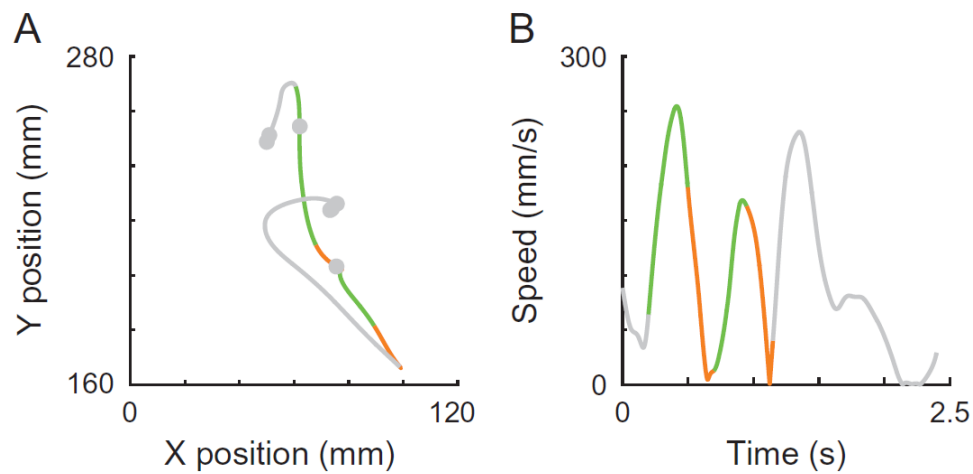 A
280
Y position (mm)
160
0
120
X position (mm)
B
300
Speed (mm/s)
0
0
2.5
Time (s)